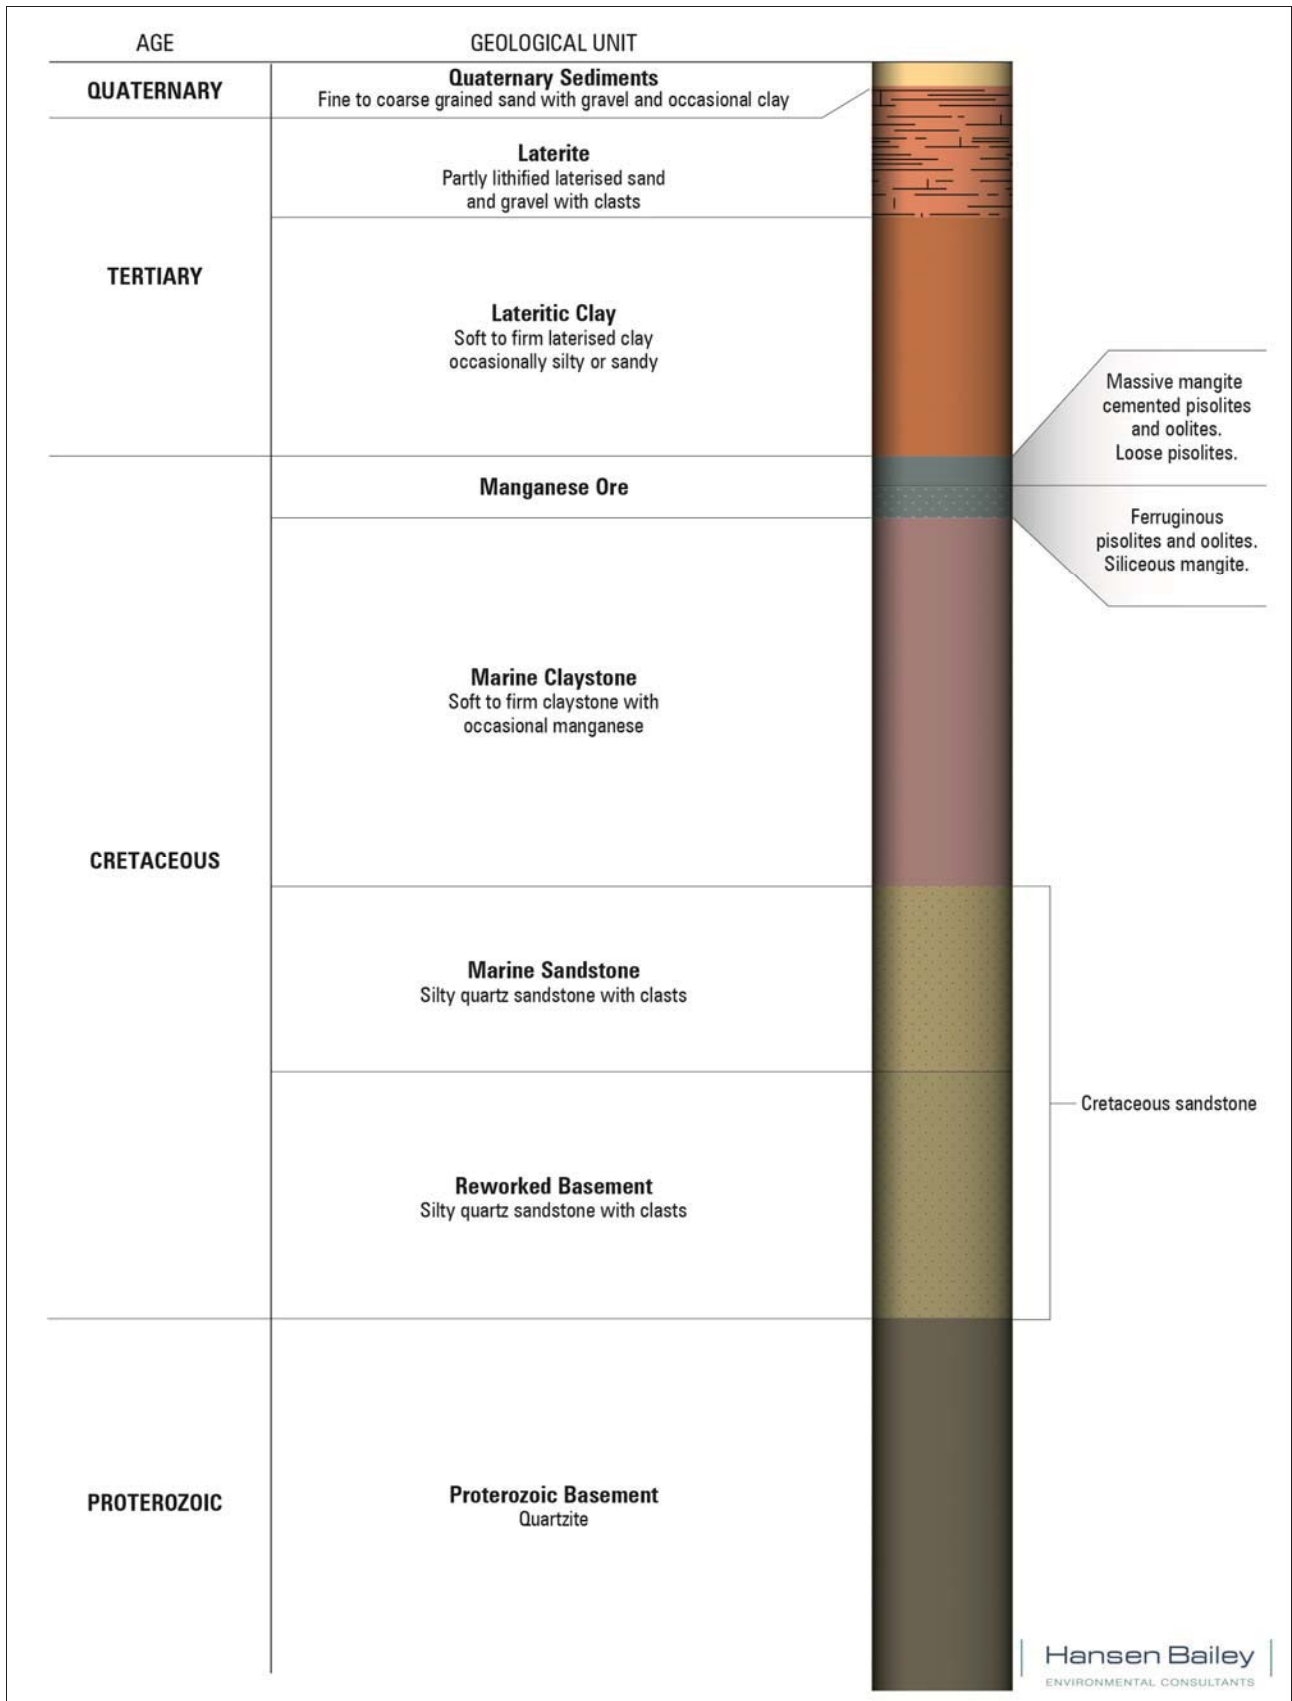 AGE
GEOLOGICAL UNIT
QUATERNARY
Quaternary Sediments
Fine to coarse grained sand with gravel and occasional clay
TERTIARY
Laterite
Partly lithified laterised sand
and gravel with clasts
Lateritic Clay
Soft to firm laterised clay
occasionally silty or sandy
Massive mangite
cemented pisolites
and oolites.
Loose pisolites.
CRETACEOUS
Manganese Ore
Ferruginous
pisolites and oolites.
Siliceous mangite.
Marine Claystone
Soft to firm claystone with
occasional manganese
Marine Sandstone
Silty quartz sandstone with clasts
Cretaceous sandstone
Reworked Basement
Silty quartz sandstone with clasts
PROTEROZOIC
Proterozoic Basement
Quartzite
Hansen Bailey
ENVIRONMENTAL CONSULTANTS